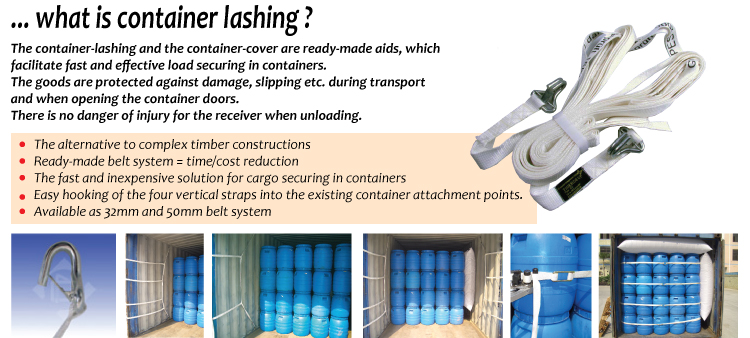 ... what is container lashing ?
The container-lashing and the container-cover are ready-made aids, which
facilitate fast and effective load securing in containers.
The goods are protected against damage, slipping etc. during transport
and when opening the container doors.
There is no danger of injury for the receiver when unloading.
The alternative to complex timber constructions
Ready-made belt system = time/cost reduction
The fast and inexpensive solution for cargo securing in containers
Easy hooking of the four vertical straps into the existing container attachment points.
Available as 32mm and 50mm belt system